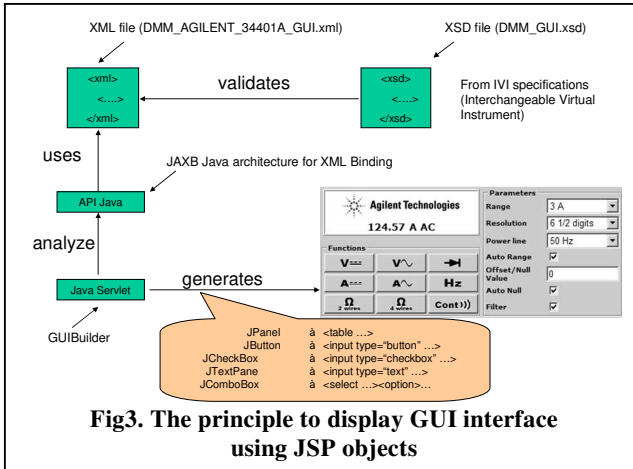 XML file (DMM_AGILENT_34401A_GUI.xml)
XSD file (DMM_GUI.xsd)
<xml>
<....>
</xml>
validates
<xsd>
<....>
</xsd>
From IVI specifications
(Interchangeable Virtual
Instrument)
uses
JAXB Java architecture for XML Binding
API Java
analyze
Java Servlet
generates
GUIBuilder
Agilent Technologies
124.57 A AC
Functions
V V
A A Hz
Ω Ω Cont)))
2 wires 4 wires
Parameters
Range 3 A
Resolution 6 1/2 digits
Power line 50 Hz
Auto Range
Offset/Null
Value 0
Auto Null
Filter
JPanel à <table ...>
JButton à <input type="button" ...>
JCheckBox à <input type="checkbox" ...>
JTextPane à <input type="text" ...>
JComboBox à <select ...><option>...
Fig3. The principle to display GUI interface
using JSP objects